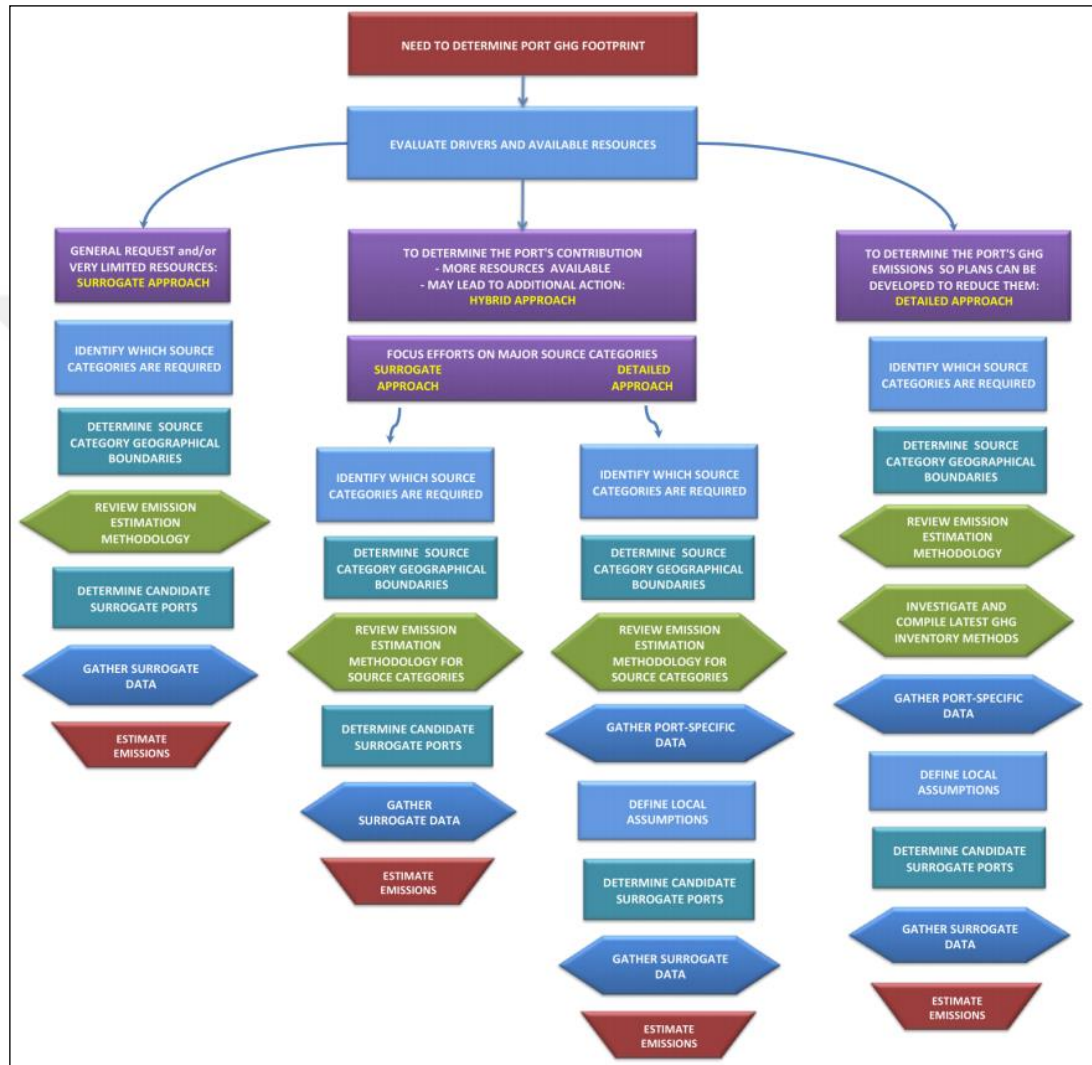 NEED TO DETERMINE PORT GHG FOOTPRINT
EVALUATE DRIVERS AND AVAILABLE RESOURCES
GENERAL REQUEST and/or
VERY LIMITED RESOURCES:
SURROGATE APPROACH
IDENTIFY WHICH SOURCE
CATEGORIES ARE REQUIRED
DETERMINE SOURCE
CATEGORY GEOGRAPHICAL
BOUNDARIES
REVIEW EMISSION
ESTIMATION
METHODOLOGY
DETERMINE CANDIDATE
SURROGATE PORTS
GATHER SURROGATE
DATA
ESTIMATE
EMISSIONS
TO DETERMINE THE PORT'S CONTRIBUTION
- MORE RESOURCES AVAILABLE
- MAY LEAD TO ADDITIONAL ACTION:
HYBRID APPROACH
FOCUS EFFORTS ON MAJOR SOURCE CATEGORIES
SURROGATE
APPROACH
DETAILED
APPROACH
IDENTIFY WHICH SOURCE
CATEGORIES ARE REQUIRED
DETERMINE SOURCE
CATEGORY GEOGRAPHICAL
BOUNDARIES
REVIEW EMISSION
ESTIMATION
METHODOLOGY FOR
SOURCE CATEGORIES
DETERMINE CANDIDATE
SURROGATE PORTS
GATHER
SURROGATE DATA
ESTIMATE
EMISSIONS
IDENTIFY WHICH SOURCE
CATEGORIES ARE REQUIRED
DETERMINE SOURCE
CATEGORY GEOGRAPHICAL
BOUNDARIES
REVIEW EMISSION
ESTIMATION
METHODOLOGY FOR
SOURCE CATEGORIES
GATHER PORT-SPECIFIC
DATA
DEFINE LOCAL
ASSUMPTIONS
DETERMINE CANDIDATE
SURROGATE PORTS
GATHER SURROGATE
DATA
ESTIMATE
EMISSIONS
TO DETERMINE THE PORT'S GHG
EMISSIONS SO PLANS CAN BE
DEVELOPED TO REDUCE THEM:
DETAILED APPROACH
IDENTIFY WHICH SOURCE
CATEGORIES ARE REQUIRED
DETERMINE SOURCE
CATEGORY GEOGRAPHICAL
BOUNDARIES
REVIEW EMISSION
ESTIMATION
METHODOLOGY
INVESTIGATE AND
COMPILE LATEST GHG
INVENTORY METHODS
GATHER PORT-SPECIFIC
DATA
DEFINE LOCAL
ASSUMPTIONS
DETERMINE CANDIDATE
SURROGATE PORTS
GATHER SURROGATE
DATA
ESTIMATE
EMISSIONS